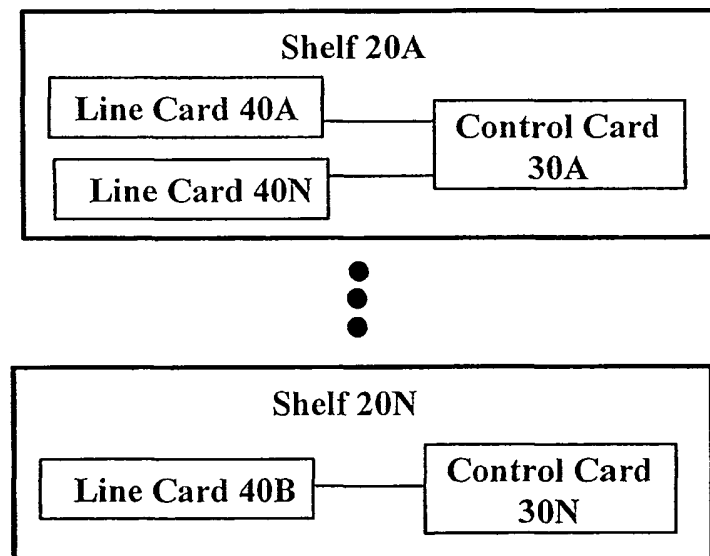 Shelf 20A
Line Card 40A
Control Card
30A
Line Card 40N
Shelf 20N
Line Card 40B
Control Card
30N